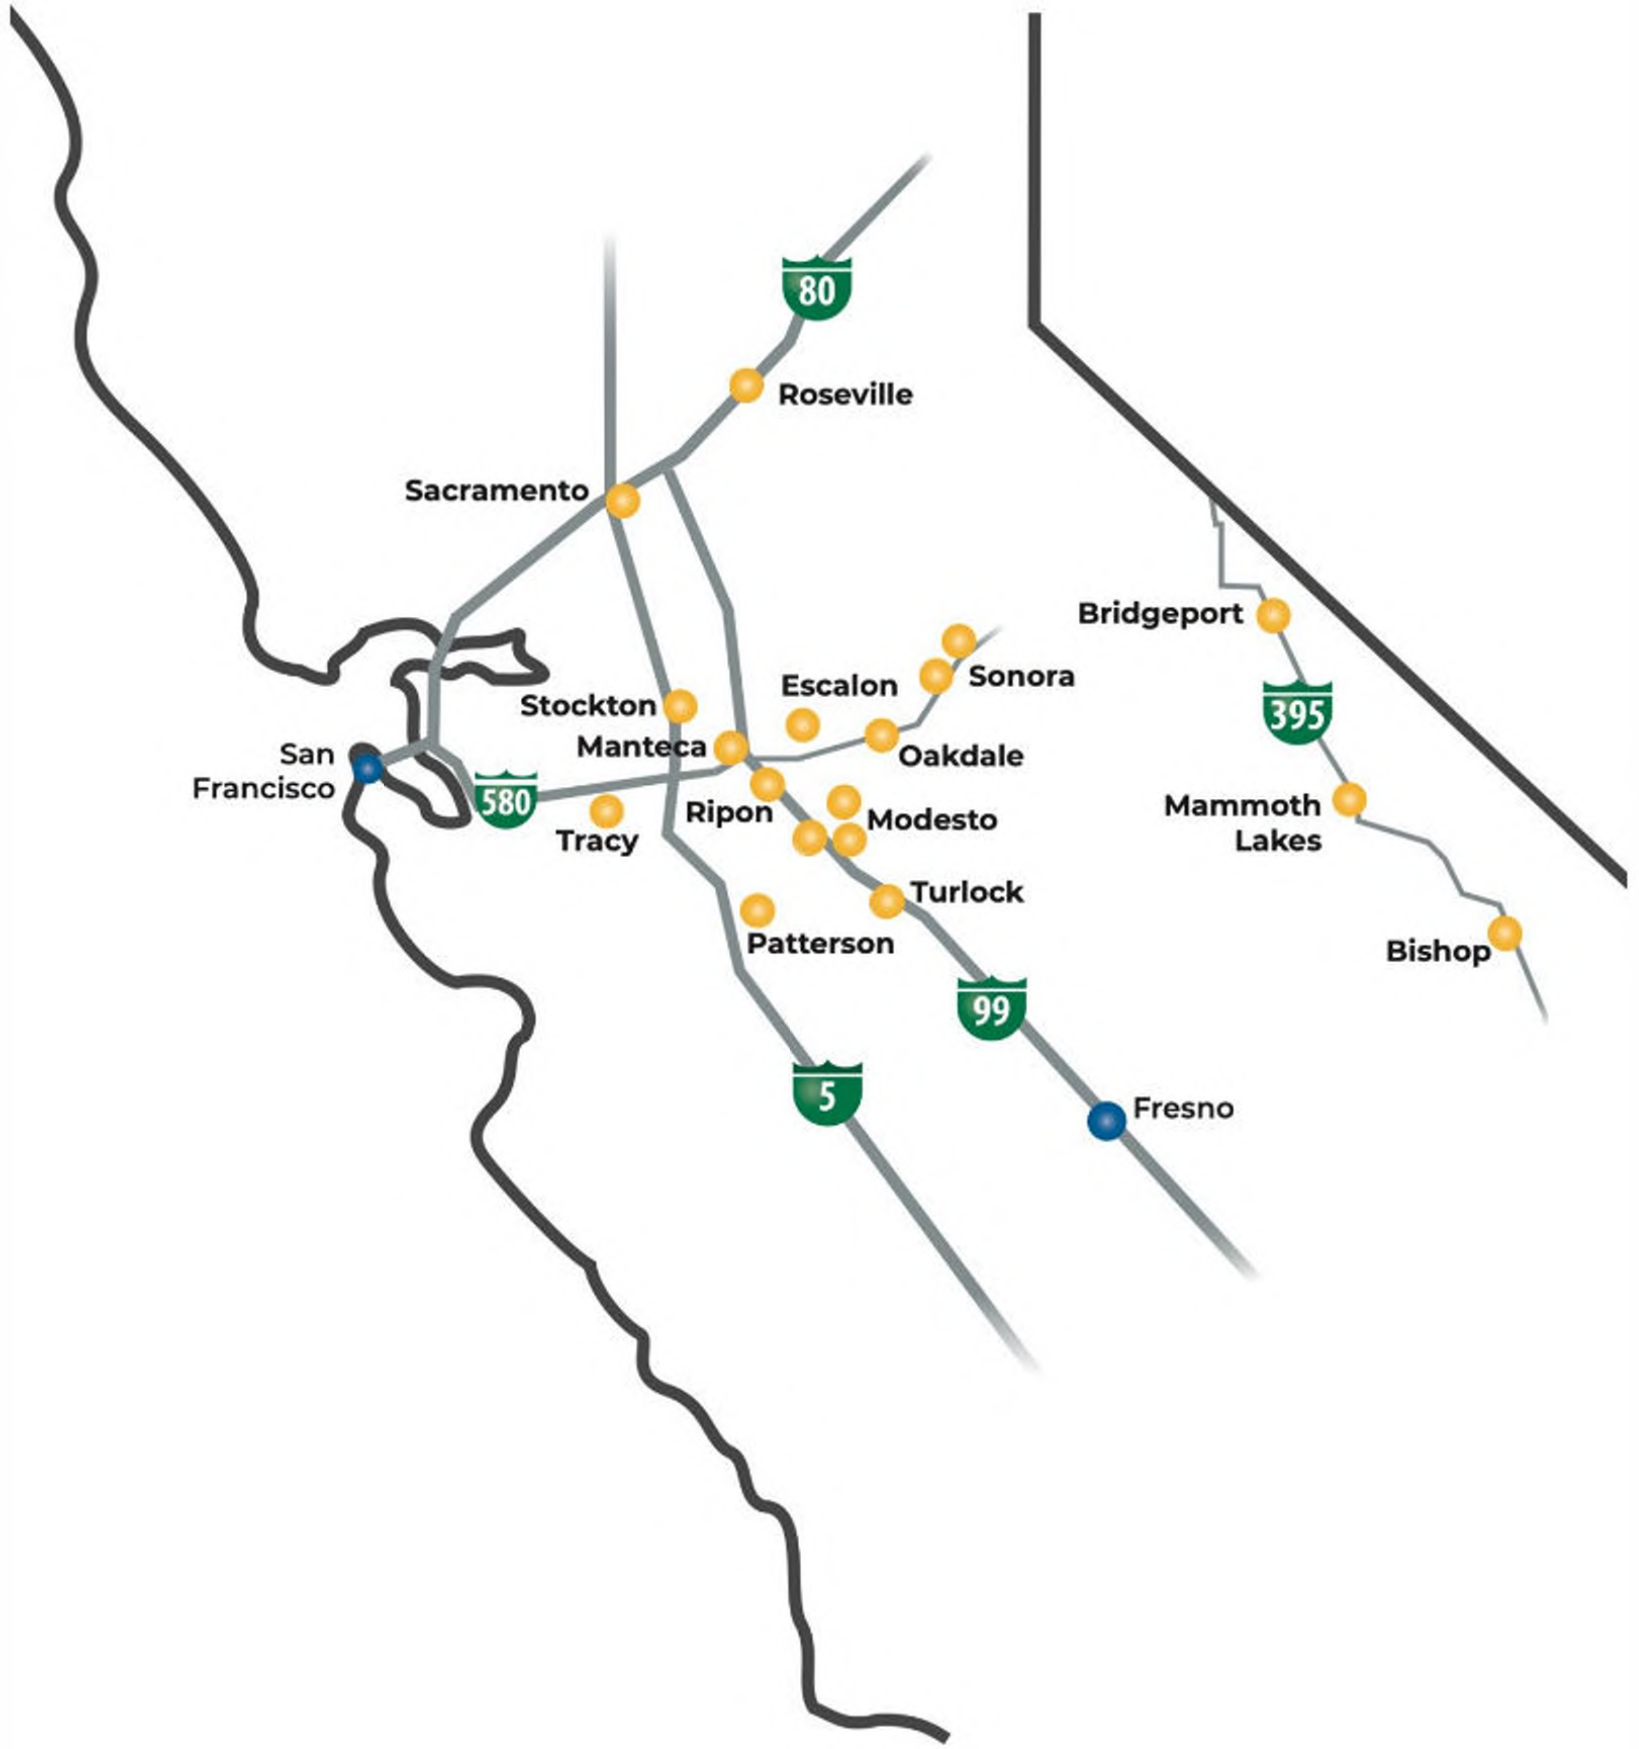 80
Roseville
Sacramento
Bridgeport
Escalon
Sonora
Stockton
395
Manteca
Oakdale
San
Francisco
580
Ripon
Mammoth
Lakes
Modesto
Tracy
Turlock
Patterson
Bishop
99
5
Fresno